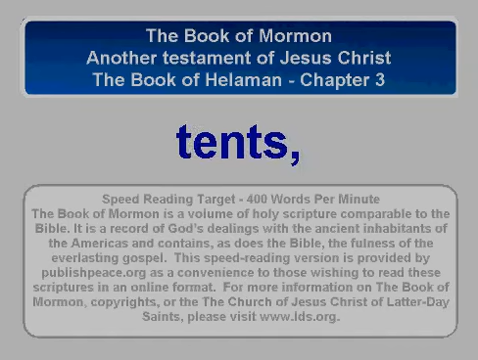 The Book of Mormon
Another testament of Jesus Christ
The Book of Helaman - Chapter 3
tents,
Speed Reading Target - 400 Words Per Minute
The Book of Mormon is a volume of holy scripture comparable to the
Bible. It is a record of God's dealings with the ancient inhabitants of
the Americas and contains, as does the Bible, the fulness of the
everlasting gospel. This speed-reading version is provided by
publishpeace.org as a convenience to those wishing to read these
scriptures in an online format. For more information on The Book of
Mormon, copyrights, or the The Church of Jesus Christ of Latter-Day
Saints, please visit www.lds.org.